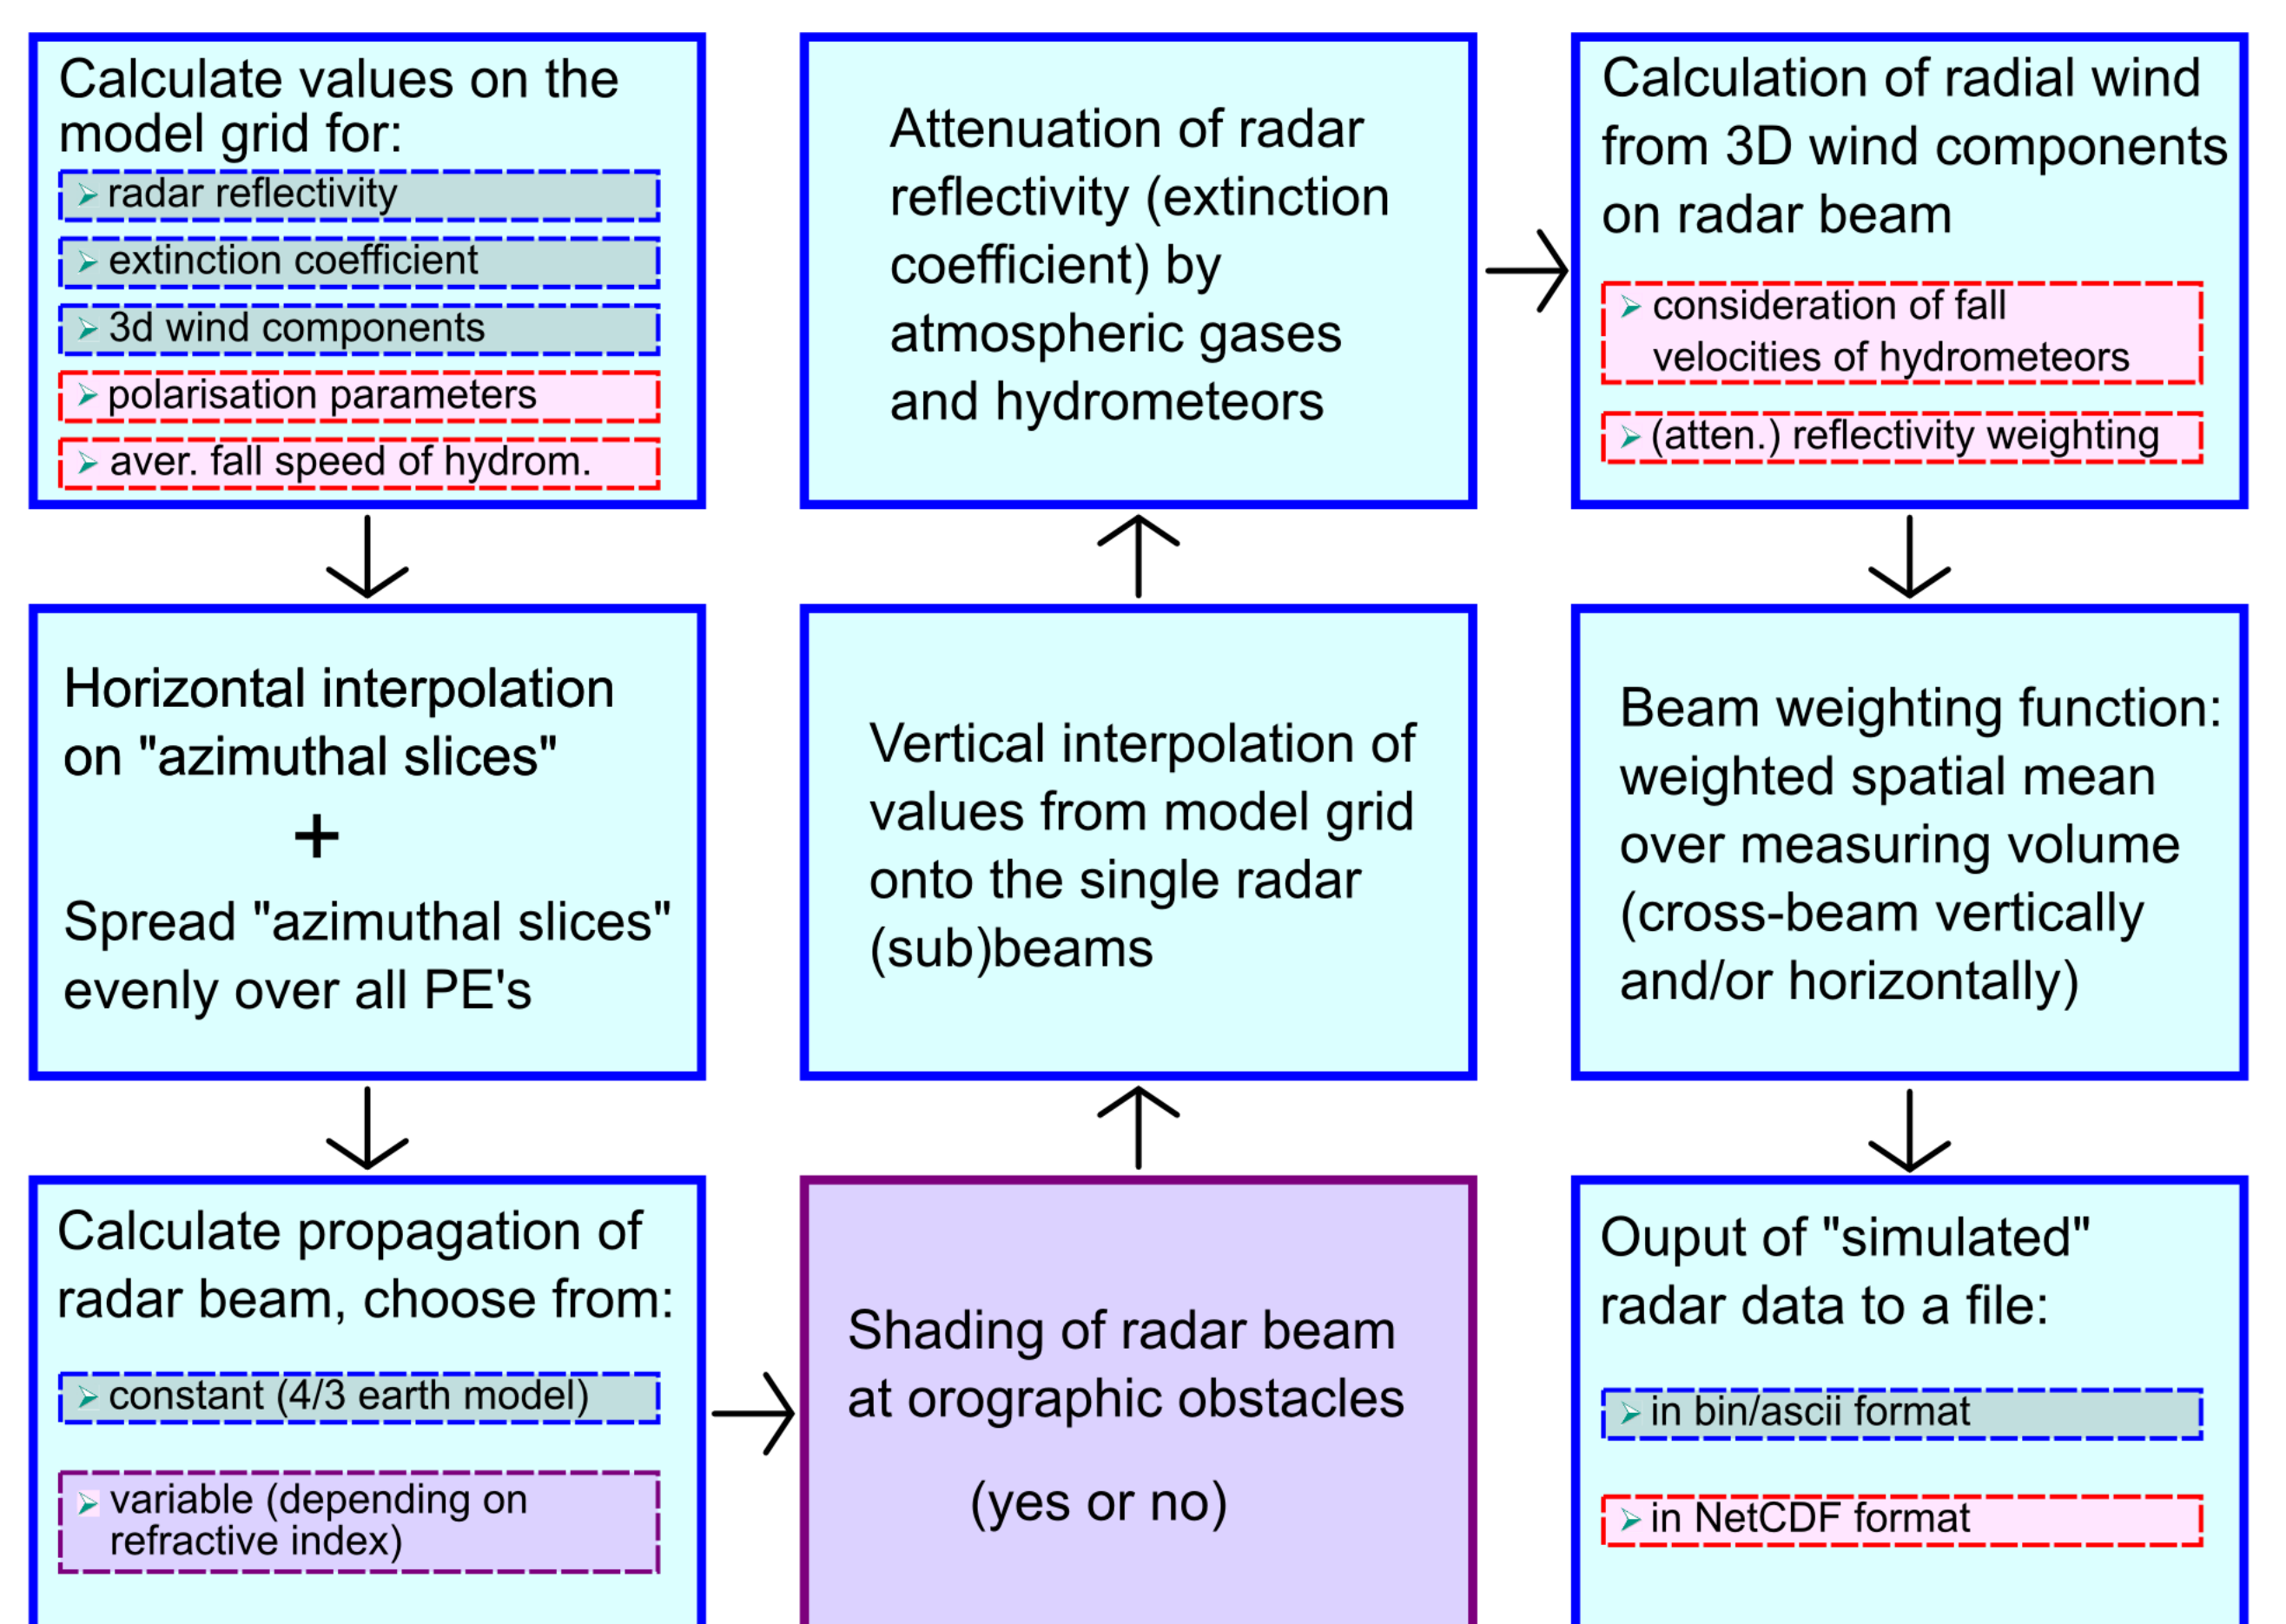 Calculate values on the
model grid for:
radar reflectivity
extinction coefficient
3d wind components
polarisation parameters
aver. fall speed of hydrom.
Horizontal interpolation
on "azimuthal slices"
+
Spread "azimuthal slices"
evenly over all PE's
Calculate propagation of
radar beam, choose from:
constant (4/3 earth model)
variable (depending on
refractive index)
Shading of radar beam
at orographic obstacles
(yes or no)
Vertical interpolation of
values from model grid
onto the single radar
(sub)beams
Attenuation of radar
reflectivity (extinction
coefficient) by
atmospheric gases
and hydrometeors
Calculation of radial wind
from 3D wind components
on radar beam
consideration of fall
velocities of hydrometeors
(atten.) reflectivity weighting
Beam weighting function:
weighted spatial mean
over measuring volume
(cross-beam vertically
and/or horizontally)
Ouput of "simulated"
radar data to a file:
in bin/ascii format
in NetCDF format